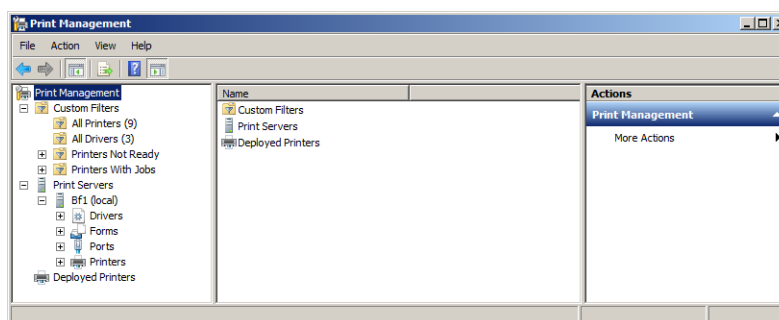 Print Management
File Action View Help
Print Management
Custom Filters
All Printers (9)
All Drivers (3)
Printers Not Ready
Printers With Jobs
Print Servers
Bf1 (local)
Drivers
Forms
Ports
Printers
Deployed Printers
Name
Custom Filters
Print Servers
Deployed Printers
Actions
Print Management
More Actions